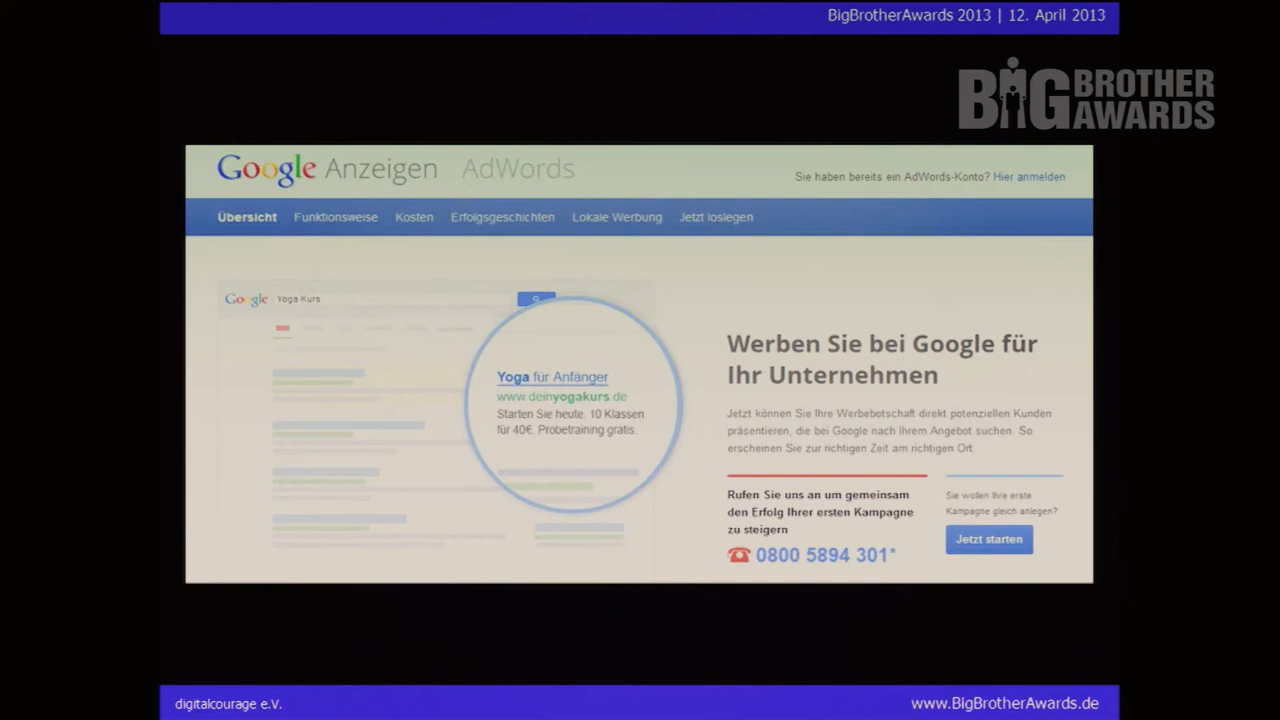 BigBrotherAwards 2013 | 12. April 2013
BIG BROTHER
AWARDS
Google Anzeigen AdWords
Sie haben bereits ein AdWords-Konto? Hier anmelden
Übersicht Funktionsweise Kosten Erfolgsgeschichten Lokale Werbung Jetzt loslegen
Google Yoga Kurs
Yoga für Anfänger
www.deinyogakurs.de
Starten Sie heute. 10 Klassen
für 40€. Probetraining gratis.
Werben Sie bei Google für
Ihr Unternehmen
Jetzt können Sie Ihre Werbebotschaft direkt potenziellen Kunden
präsentieren, die bei Google nach Ihrem Angebot suchen. So
erscheinen Sie zur richtigen Zeit am richtigen Ort.
Rufen Sie uns an um gemeinsam
den Erfolg Ihrer ersten Kampagne
zu steigern
0800 5894 301*
Sie wollen Ihre erste
Kampagne gleich anlegen?
Jetzt starten
digitalcourage e.V.
www.BigBrotherAwards.de